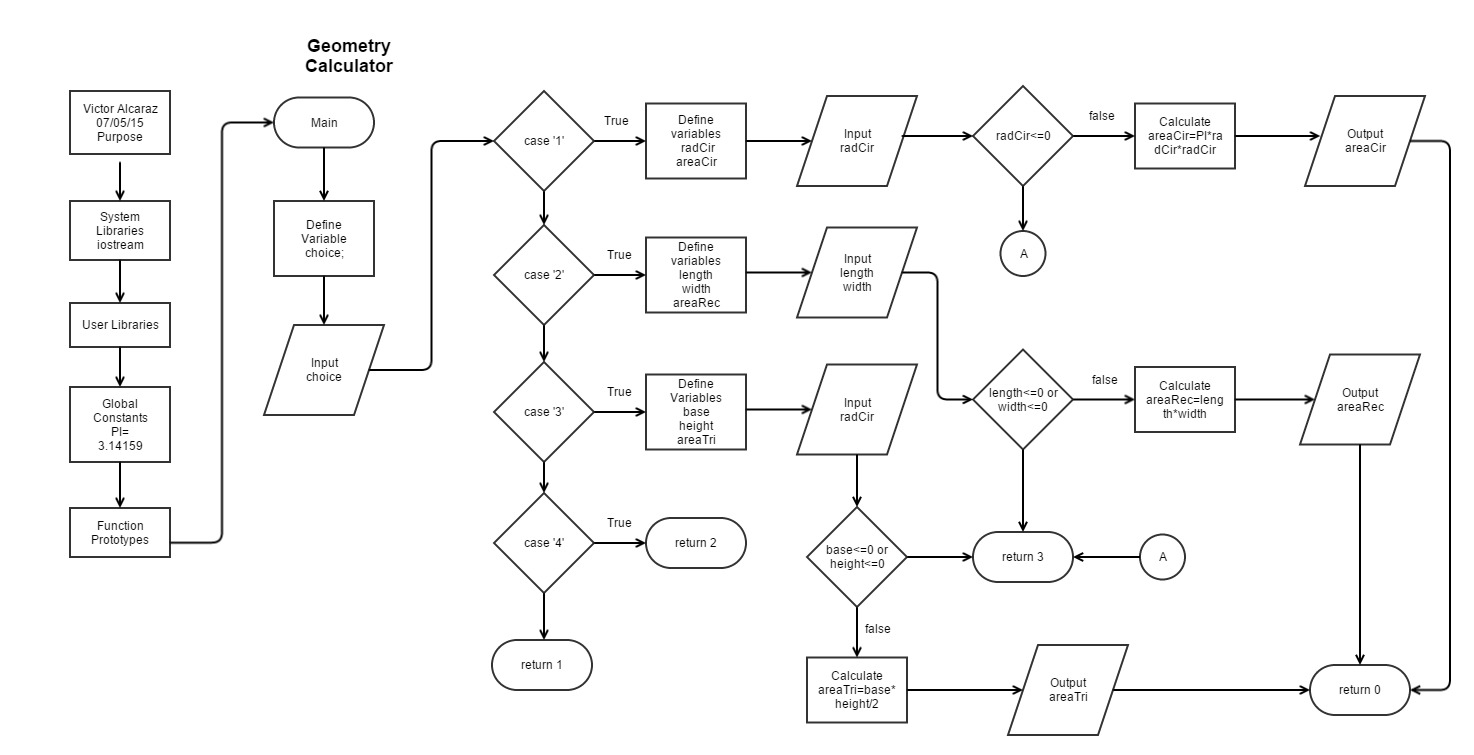 Geometry
Calculator
Victor Alcaraz
07/05/15
Purpose
System
Libraries
iostream
User Libraries
Global
Constants
PI=
3.14159
Function
Prototypes
Main
Define
Variable
choice;
Input
choice
case '1'
True
Define
variables
radCir
areaCir
Input
radCir
radCir<=0
false
Calculate
areaCir=PI*ra
dCir*radCir
Output
areaCir
A
case '2'
True
Define
variables
length
width
areaRec
Input
length
width
length<=0 or
width<=0
false
Calculate
areaRec=leng
th*width
Output
areaRec
case '3'
True
Define
Variables
base
height
areaTri
Input
radCir
base<=0 or
height<=0
return 3
A
false
Calculate
areaTri=base*
height/2
Output
areaTri
return 0
case '4'
True
return 2
return 1